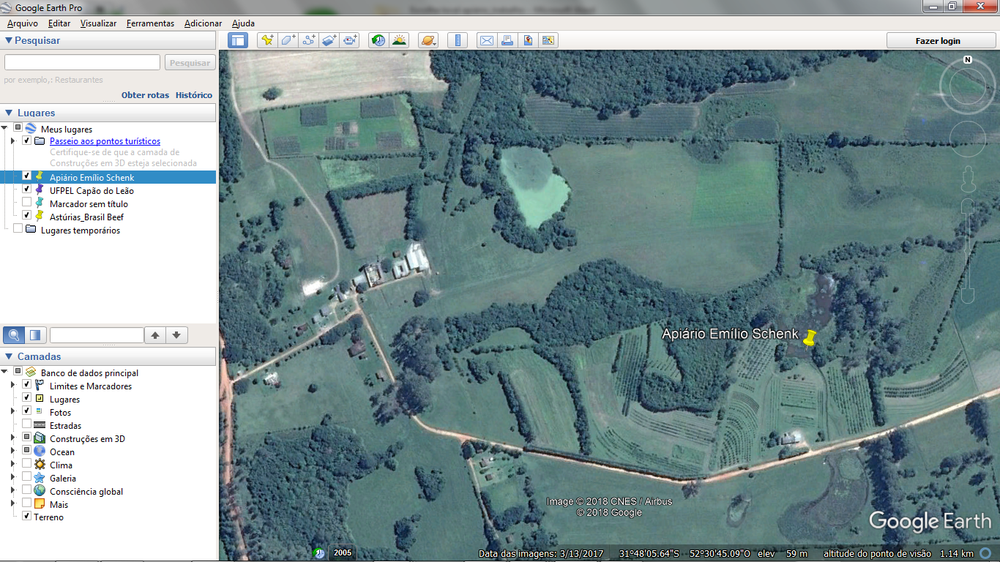 Google Earth Pro
Arquivo Editar Visualizar Ferramentas Adicionar Ajuda
Pesquisar
Fazer login
Pesquisar
por exemplo,: Restaurantes
Obter rotas Histórico
Lugares
Meus lugares
Passeio aos pontos turísticos
Certifique-se de que a camada de
Construções em 3D esteja selecionada
Apiário Emílio Schenk
UFPEL Capão do Leão
Marcador sem título
Astúrias_Brasil Beef
Lugares temporários
Camadas
Banco de dados principal
Limites e Marcadores
Lugares
Fotos
Estradas
Construções em 3D
Ocean
Clima
Galeria
Consciência global
Mais
Terreno
N
Apiário Emílio Schenk
Image © 2018 CNES / Airbus
© 2018 Google
Google Earth
2005
Data das imagens: 3/13/2017 31°48'05.64"S 52°30'45.09"O elev 59 m altitude do ponto de visão 1.14 km